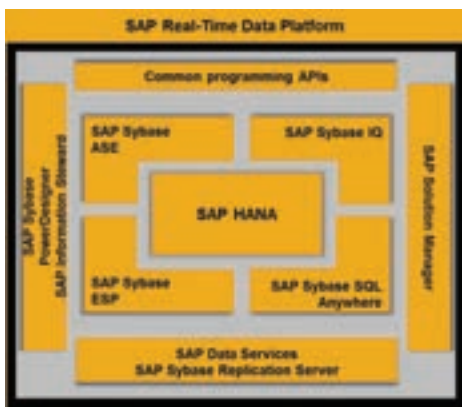 SAP Real-Time Data Platform
Common programming APIs
SAP Sybase
PowerDesigner
SAP Information Steward
SAP Sybase
ASE
SAP Sybase IQ
SAP HANA
SAP Sybase
ESP
SAP Sybase SQL
Anywhere
SAP Solution Manager
SAP Data Services
SAP Sybase Replication Server